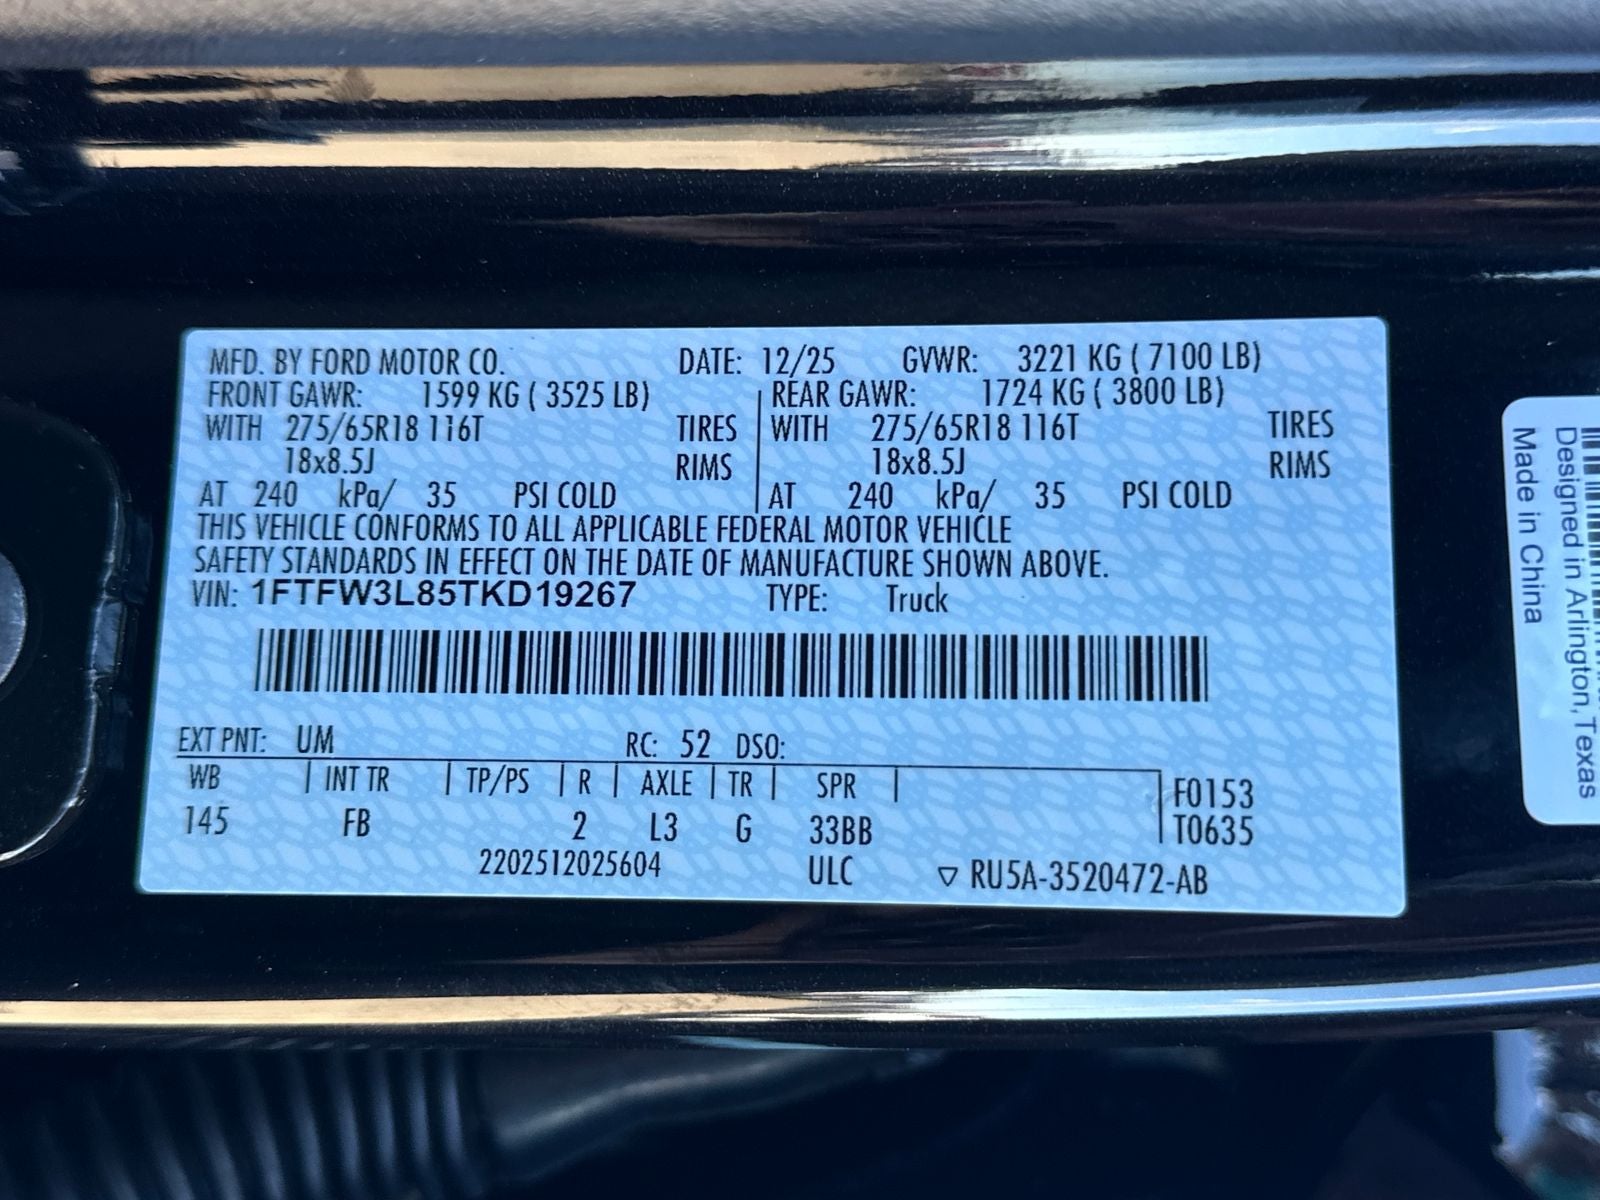 MFD. BY FORD MOTOR CO. DATE: 12/25 GVWR: 3221 KG ( 7100 LB)
FRONT GAWR: 1599 KG ( 3525 LB) REAR GAWR: 1724 KG ( 3800 LB)
WITH 275/65R18 116T TIRES WITH 275/65R18 116T TIRES
18x8.5J RIMS 18x8.5J RIMS
AT 240 kPa/ 35 PSI COLD AT 240 kPa/ 35 PSI COLD
THIS VEHICLE CONFORMS TO ALL APPLICABLE FEDERAL MOTOR VEHICLE
SAFETY STANDARDS IN EFFECT ON THE DATE OF MANUFACTURE SHOWN ABOVE.
VIN: 1FTFW3L85TKD19267 TYPE: Truck
EXT PNT: UM RC: 52 DSO:
WB INT TR TP/PS R AXLE TR SPR F0153
145 FB 2 L3 G 33BB T0635
2202512025604 ULC ▽ RU5A-3520472-AB
Designed in Arlington, Texas
Made in China